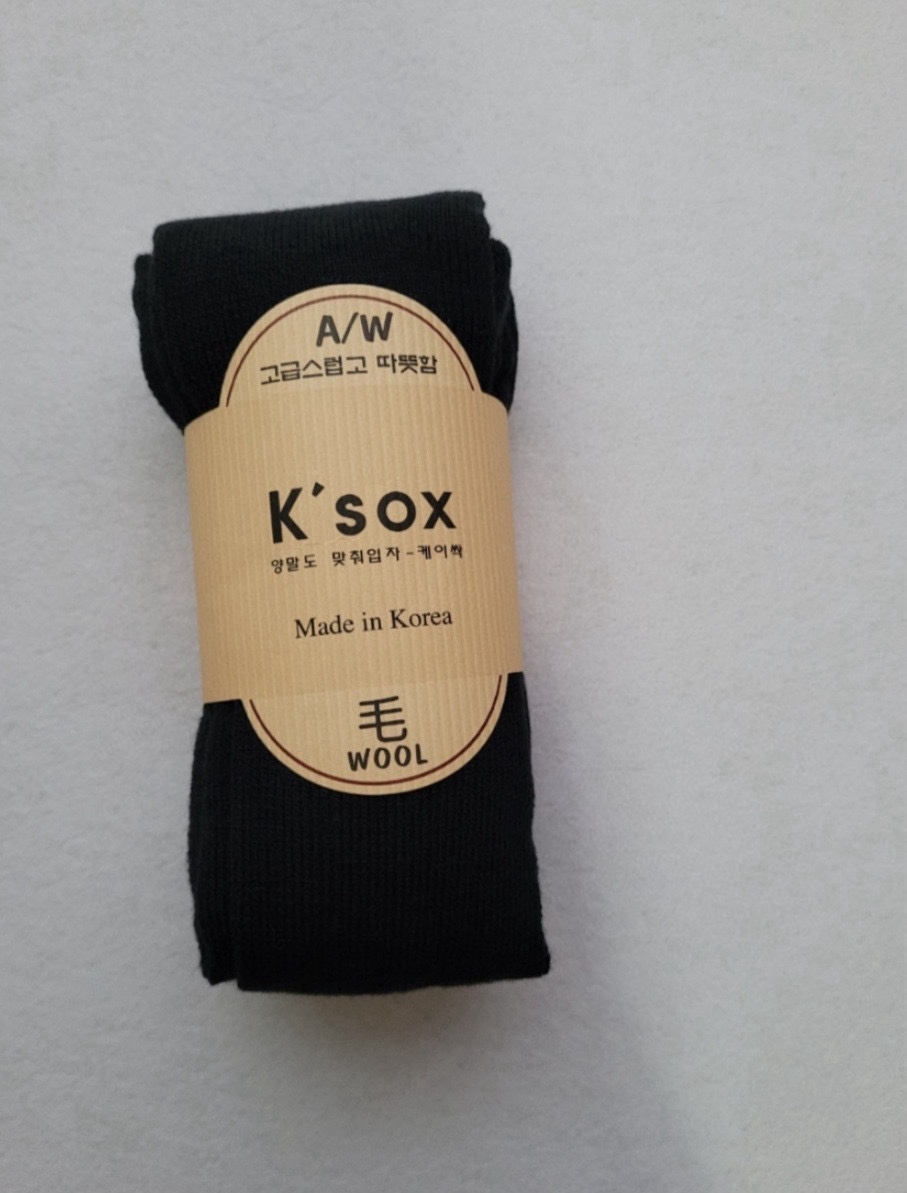 A/W
고급스럽고 따뜻함
K'sox
양말도 맞춰입자-케이싹
Made in Korea
毛
WOOL